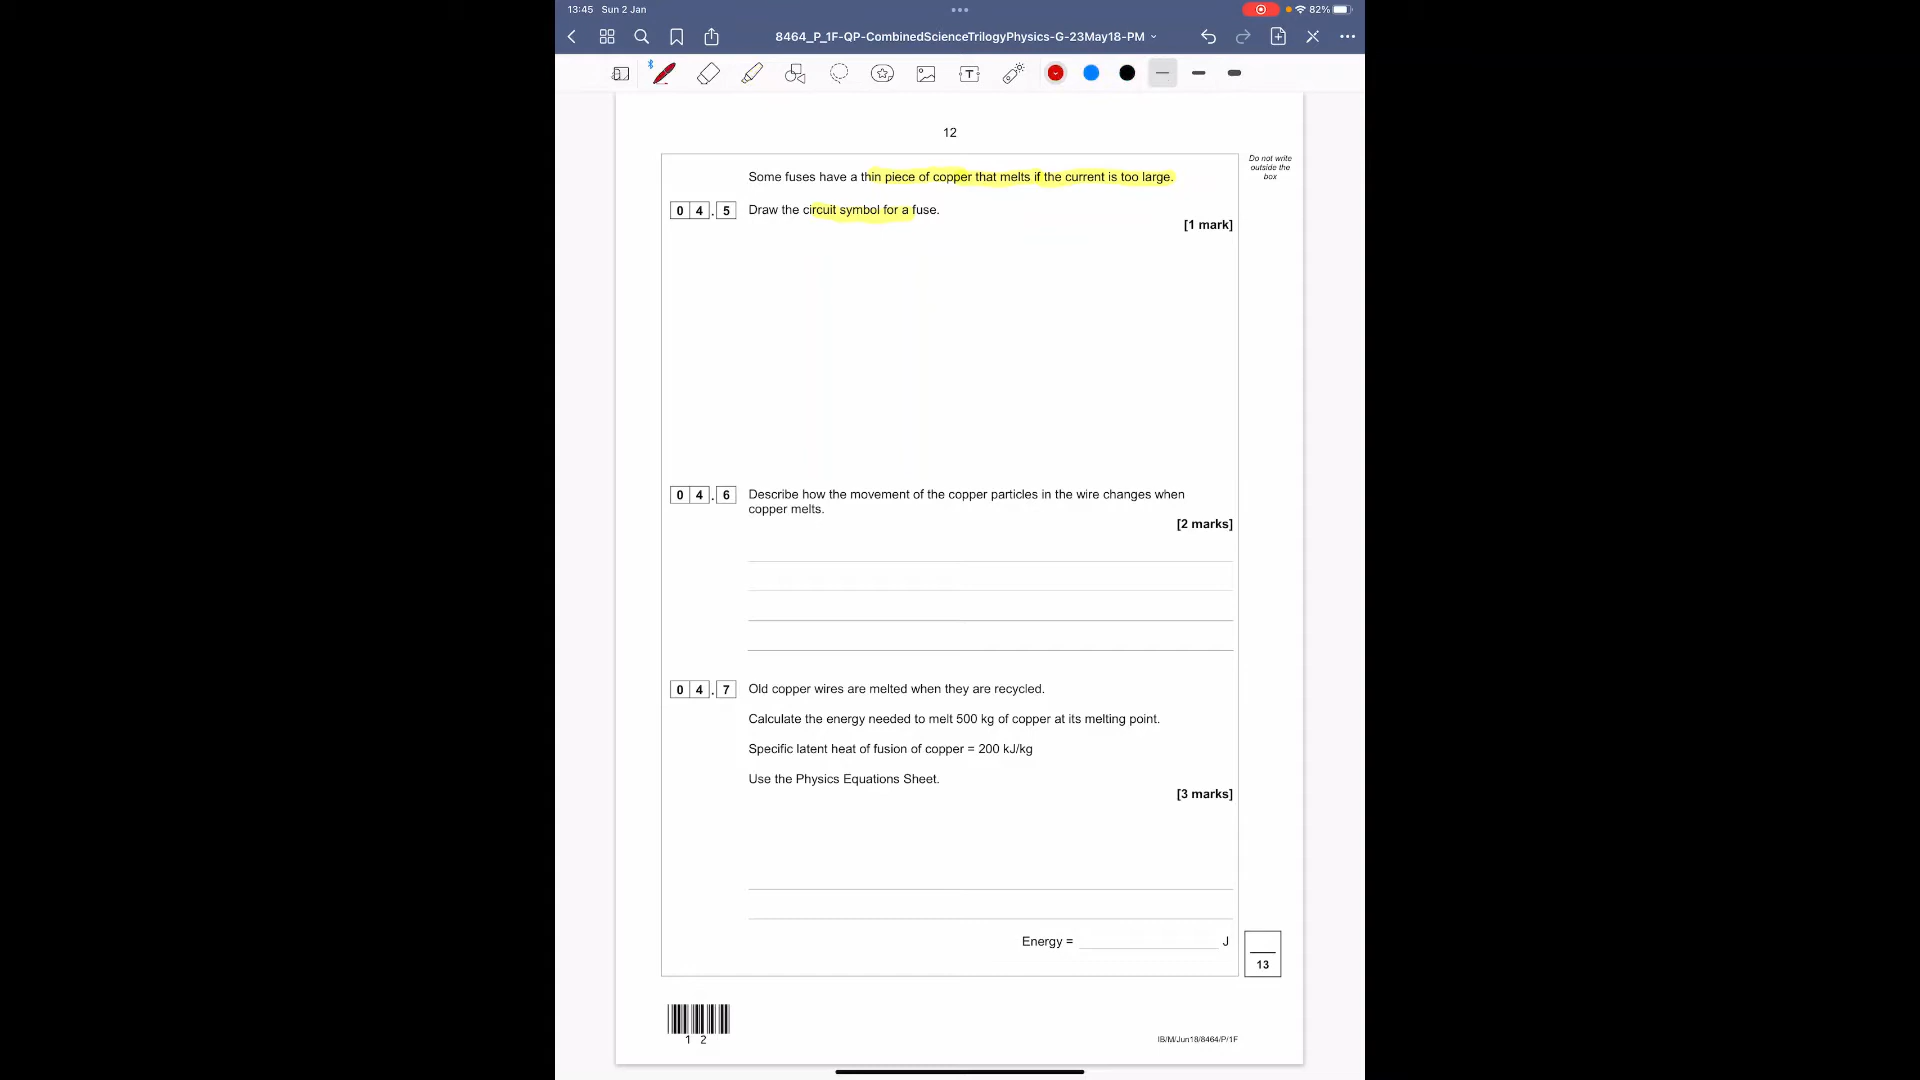 13:45 Sun 2 Jan
82%
8464_P_1F-QP-CombinedScienceTrilogyPhysics-G-23May18-PM
T
12
Do not write
outside the
box
Some fuses have a thin piece of copper that melts if the current is too large.
0 4 . 5 Draw the circuit symbol for a fuse.
[1 mark]
0 4 . 6 Describe how the movement of the copper particles in the wire changes when
copper melts.
[2 marks]
0 4 . 7 Old copper wires are melted when they are recycled.
Calculate the energy needed to melt 500 kg of copper at its melting point.
Specific latent heat of fusion of copper = 200 kJ/kg
Use the Physics Equations Sheet.
[3 marks]
Energy = J
13
1 2
IB/M/Jun18/8464/P/1F